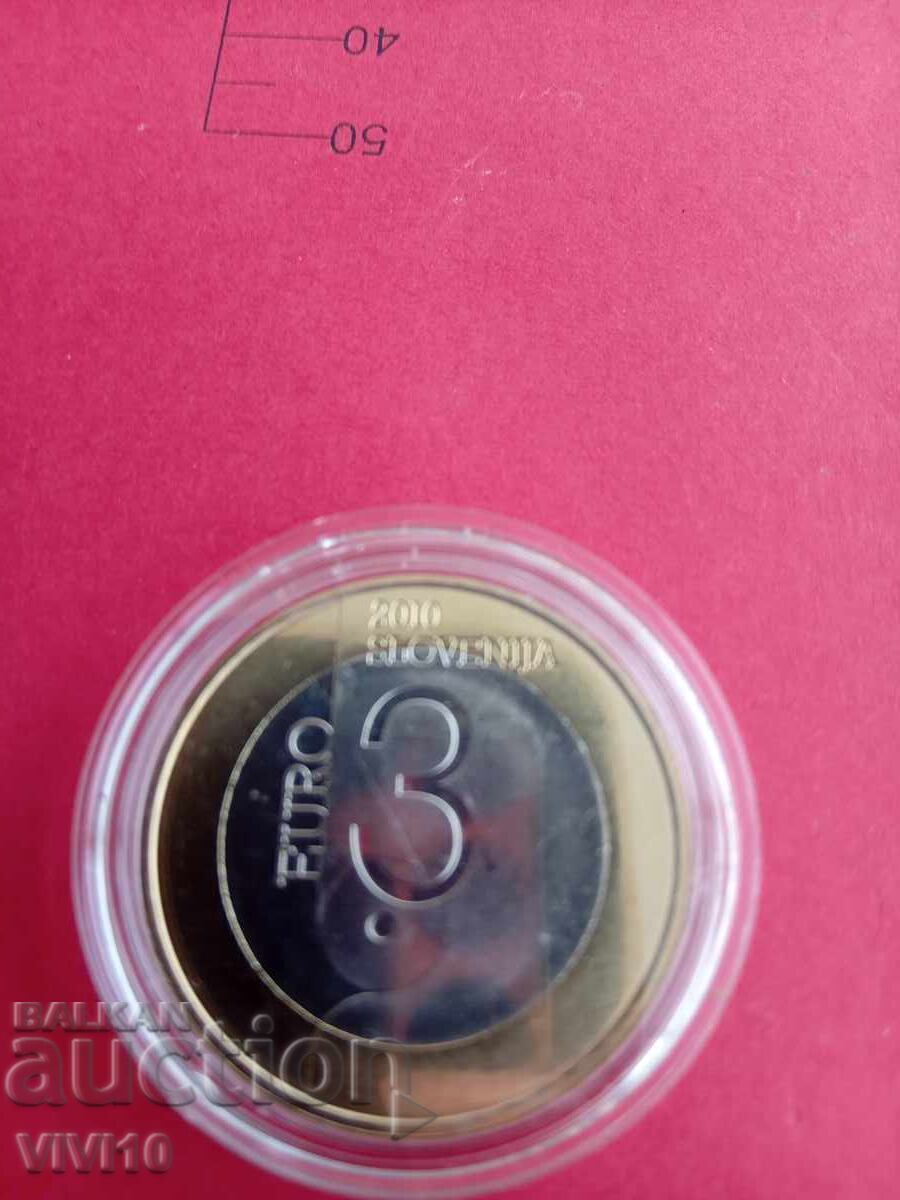 40
50
2010
SLOVENIJA
EURO
3
BALKAN
auction
VIVI10